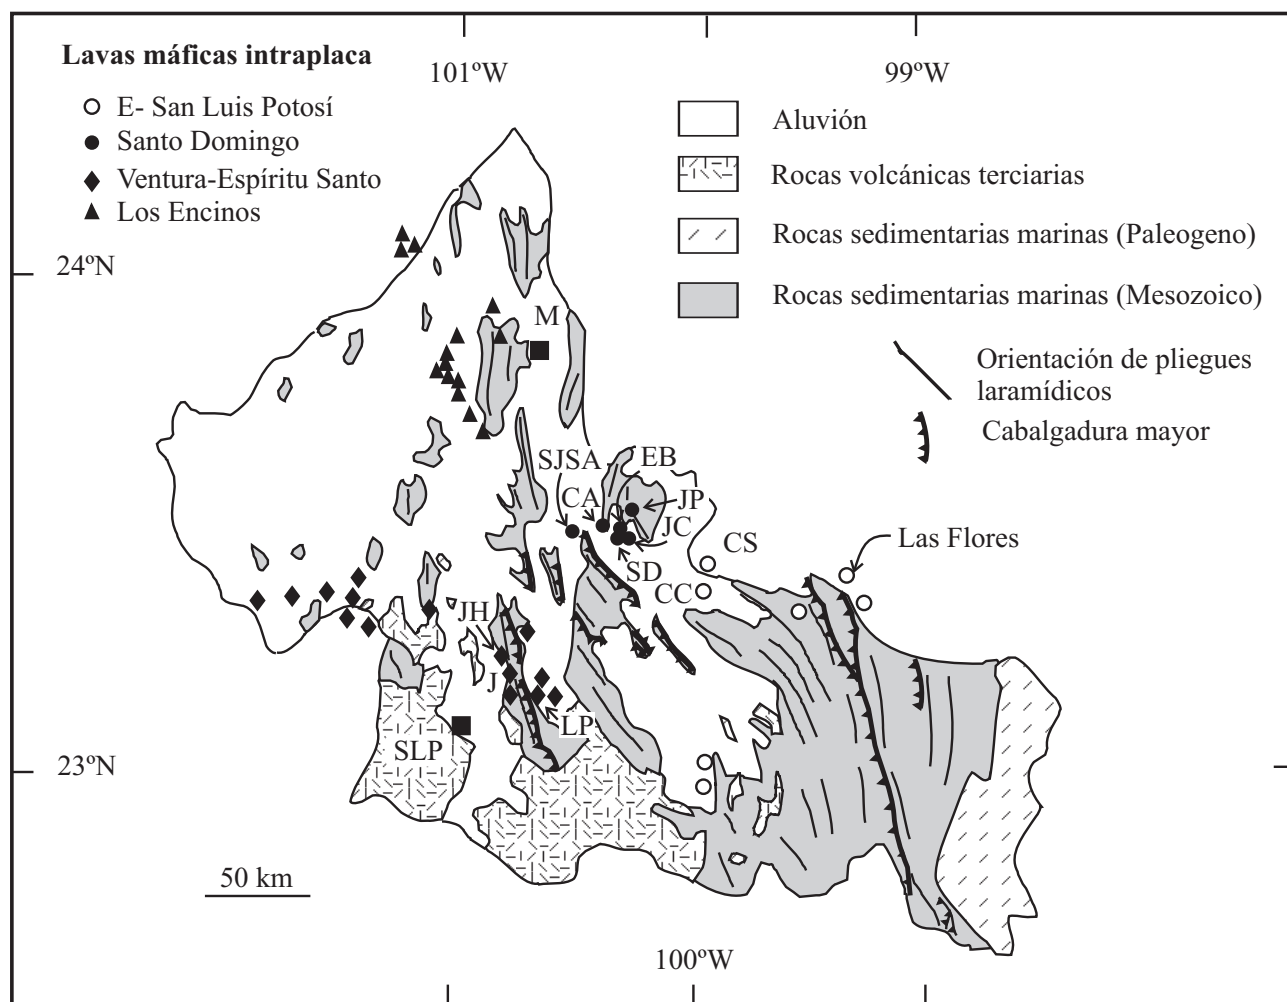 Lavas máficas intraplaca
E- San Luis Potosí
Santo Domingo
Ventura-Espíritu Santo
Los Encinos
101ºW
99ºW
Aluvión
Rocas volcánicas terciarias
Rocas sedimentarias marinas (Paleogeno)
Rocas sedimentarias marinas (Mesozoico)
Orientación de pliegues
laramídicos
Cabalgadura mayor
24ºN
M
SJSA
EB
CA
JP
JC
SD
CS
CC
Las Flores
JH
J
LP
SLP
23ºN
50 km
100ºW